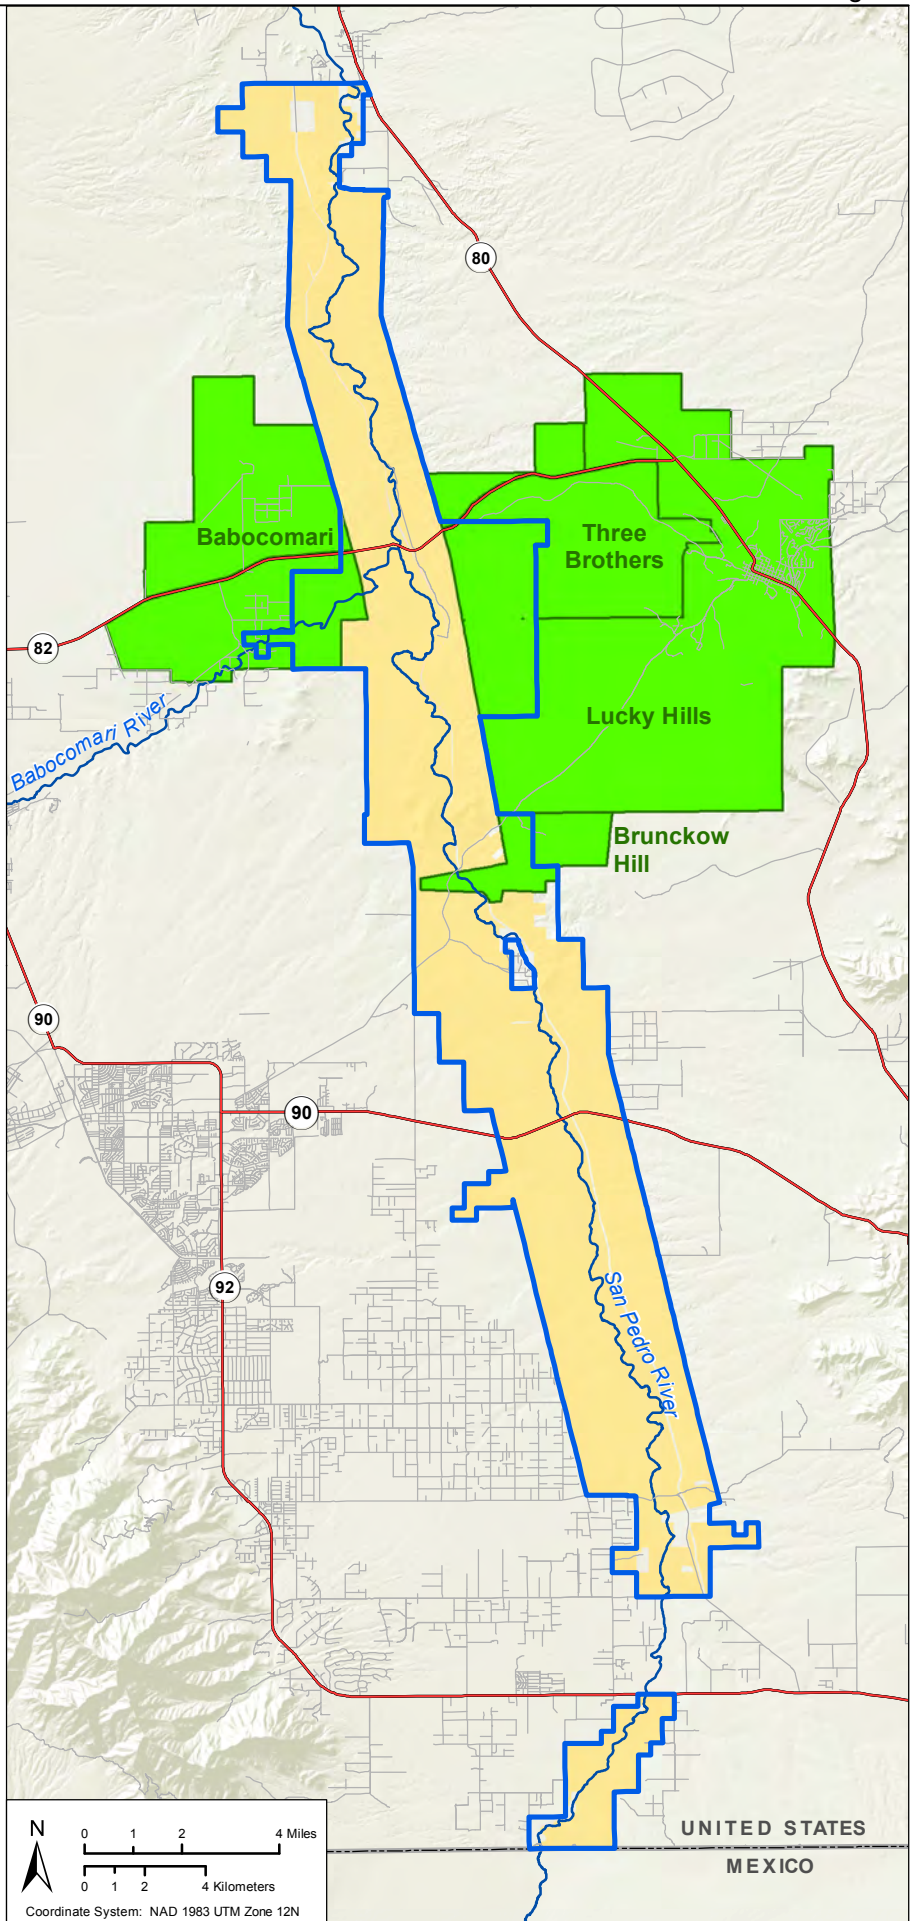 80
Babocomari
Three
Brothers
82
Lucky Hills
Babocomari River
Brunckow
Hill
90
90
92
San Pedro River
UNITED STATES
MEXICO
N
0 1 2 4 Miles
0 1 2 4 Kilometers
Coordinate System: NAD 1983 UTM Zone 12N